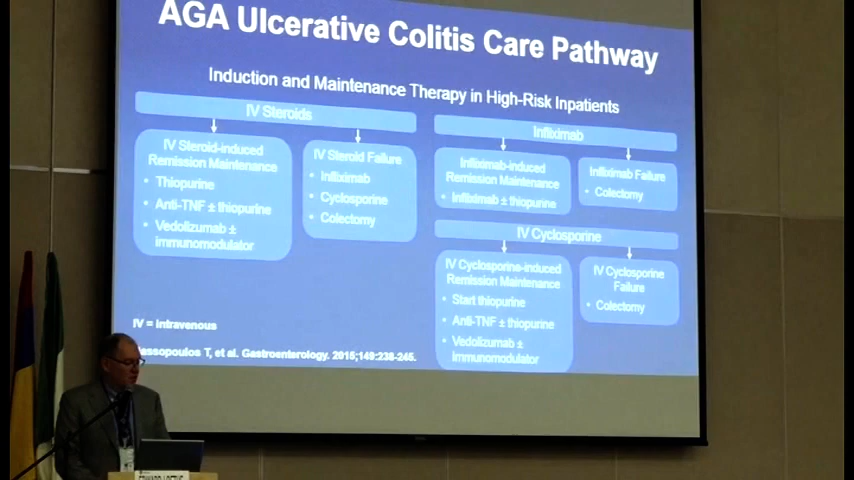 AGA Ulcerative Colitis Care Pathway
Induction and Maintenance Therapy in High-Risk Inpatients
IV Steroids
IV Steroid-induced
Remission Maintenance
• Thiopurine
• Anti-TNF ± thiopurine
• Vedolizumab ±
immunomodulator
IV Steroid Failure
• Infliximab
• Cyclosporine
• Colectomy
Infliximab
Infliximab-induced
Remission Maintenance
• Infliximab ± thiopurine
Infliximab Failure
• Colectomy
IV Cyclosporine
IV Cyclosporine-induced
Remission Maintenance
• Start thiopurine
• Anti-TNF ± thiopurine
• Vedolizumab ±
immunomodulator
IV Cyclosporine
Failure
• Colectomy
IV = Intravenous
T, et al. Gastroenterology. 2015;149:238-245.
EDWARD